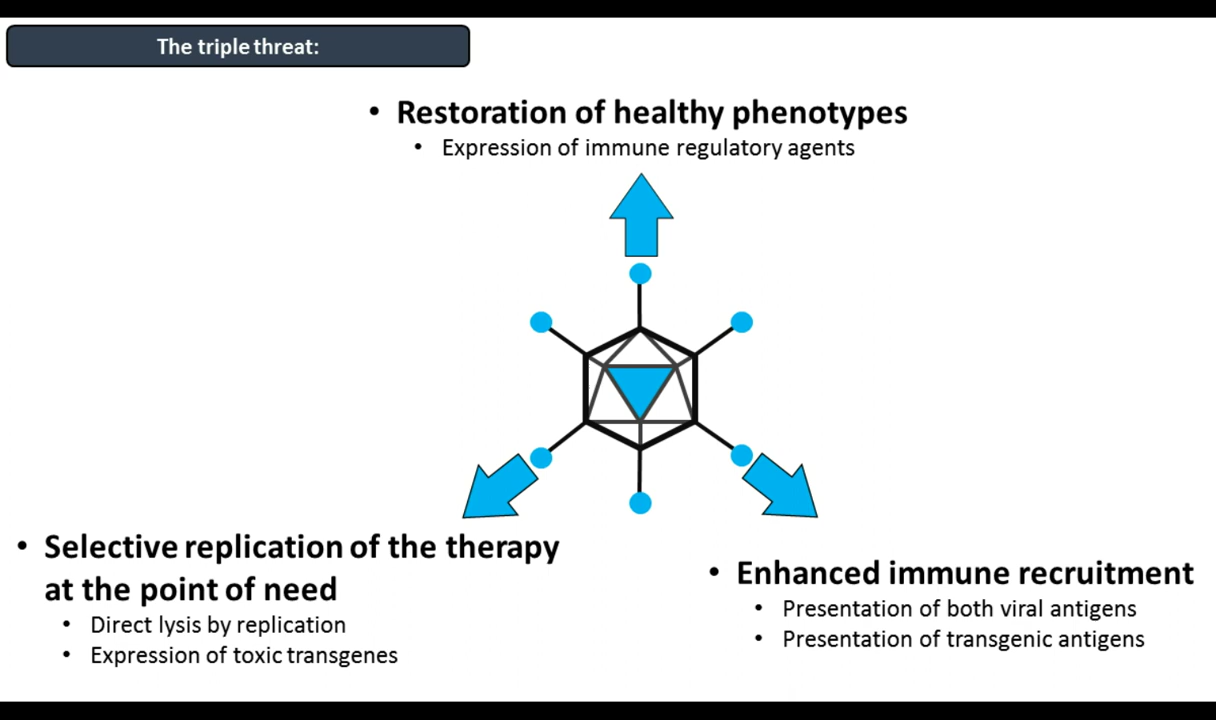 The triple threat:
• Restoration of healthy phenotypes
• Expression of immune regulatory agents
• Selective replication of the therapy
at the point of need
• Direct lysis by replication
• Expression of toxic transgenes
• Enhanced immune recruitment
• Presentation of both viral antigens
• Presentation of transgenic antigens